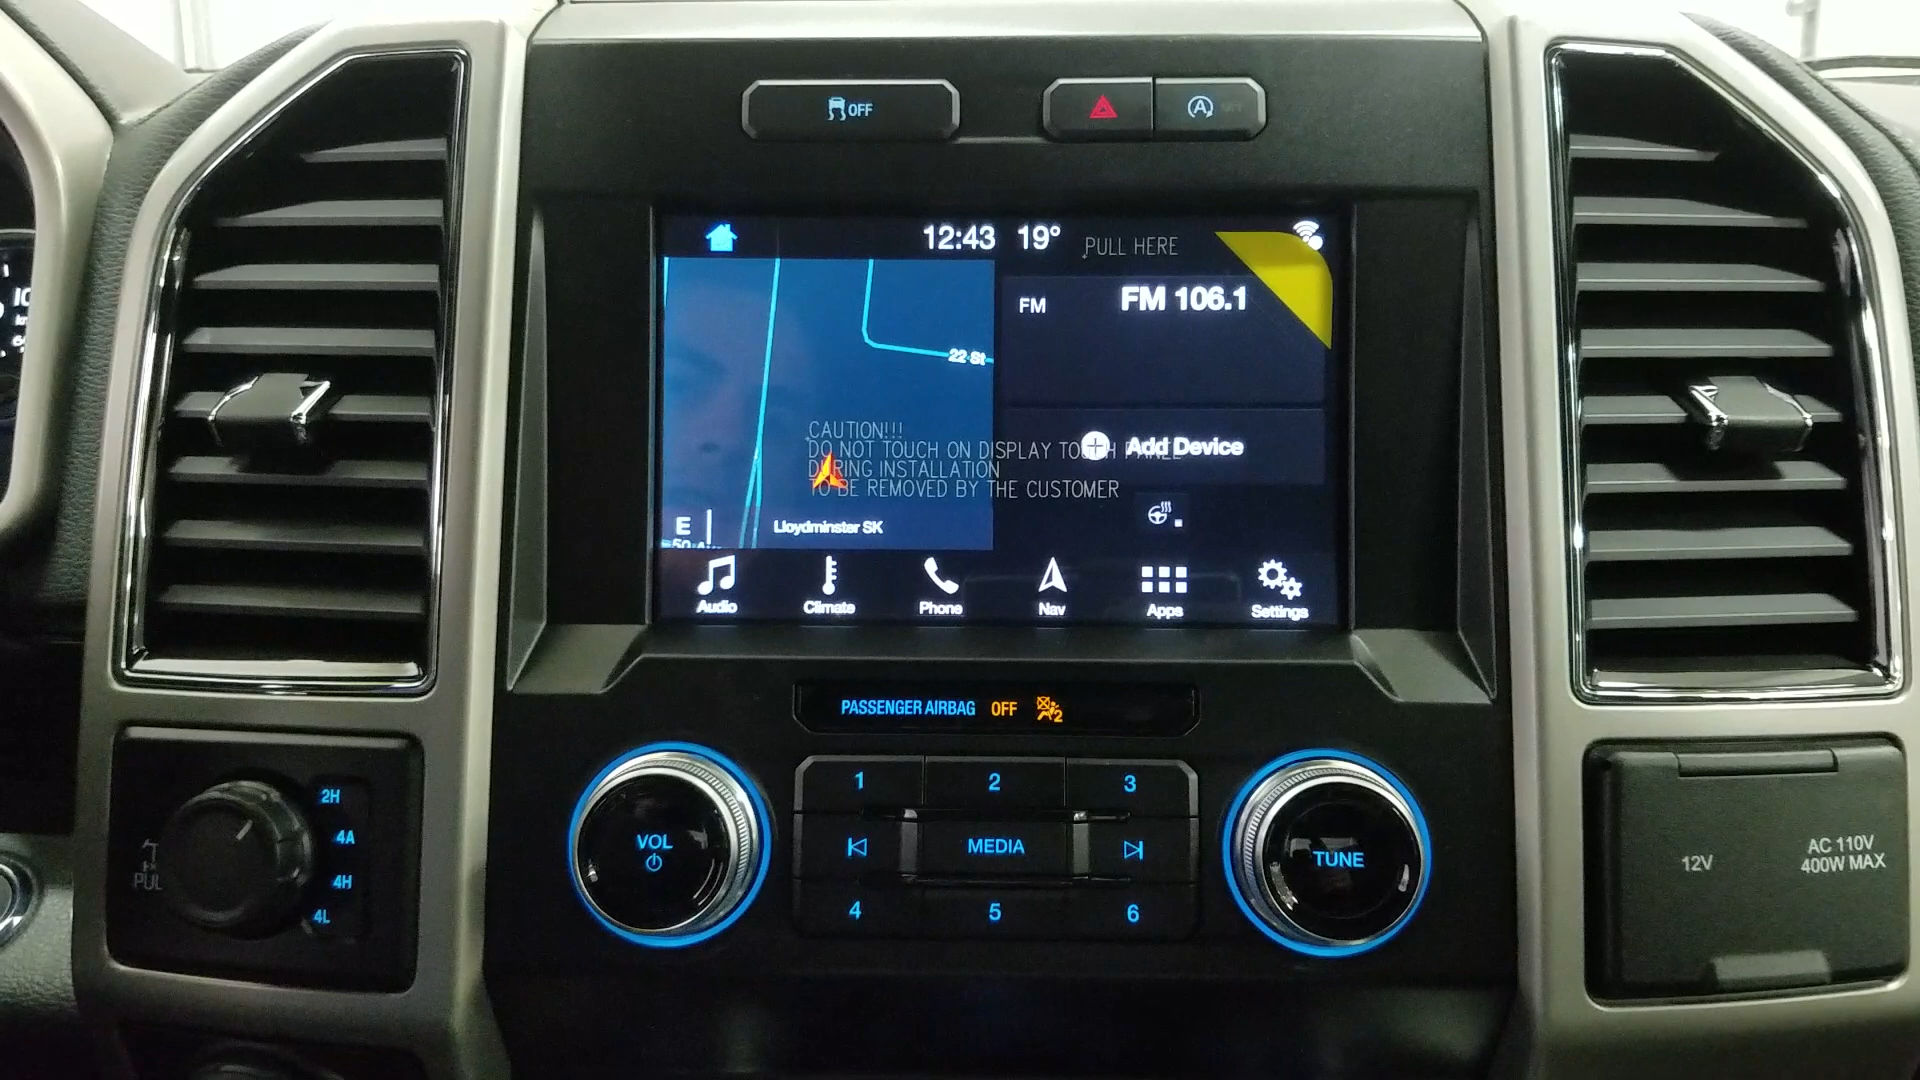 OFF
A
12:43 19°
PULL HERE
FM FM 106.1
22 St
CAUTION!!!
DO NOT TOUCH ON DISPLAY TOUCH PANEL
DURING INSTALLATION
TO BE REMOVED BY THE CUSTOMER
Add Device
E
Lloydminster SK
Audio Climate Phone Nav Apps Settings
PASSENGER AIRBAG OFF 2
2H
4A
4H
4L
PUL
VOL
1 2 3
MEDIA
4 5 6
TUNE
12V
AC 110V
400W MAX